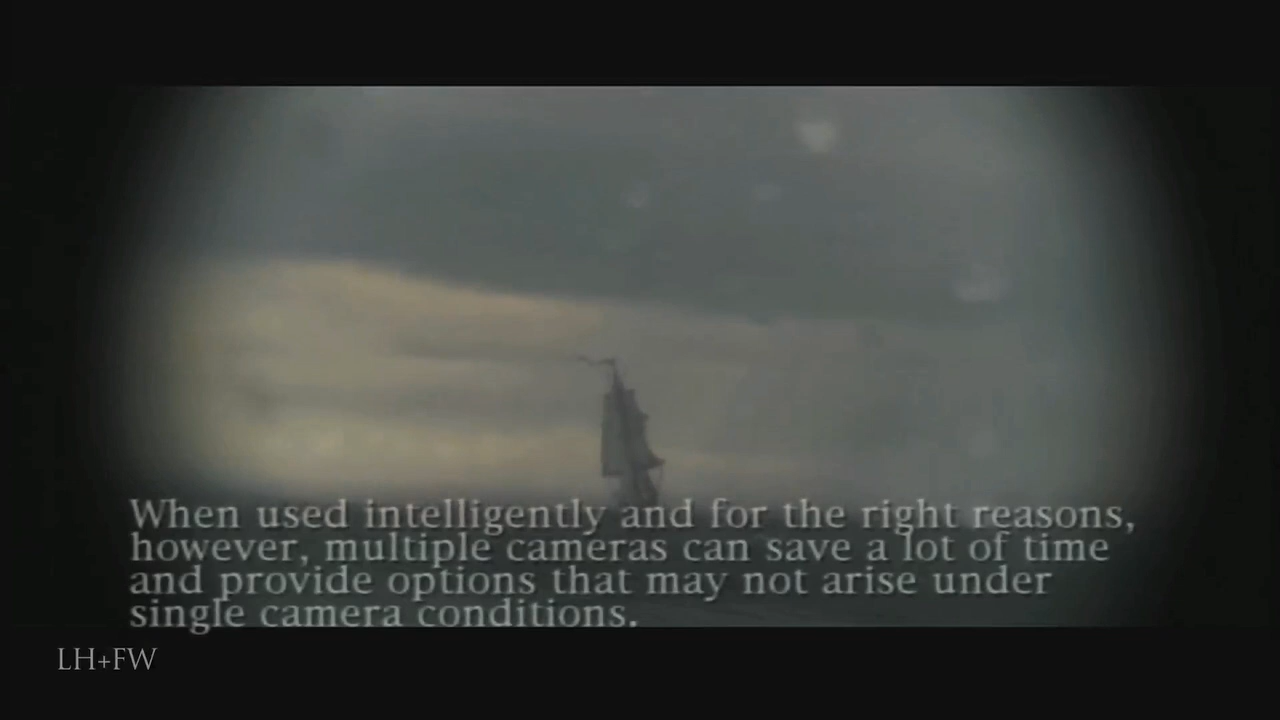 When used intelligently and for the right reasons,
however, multiple cameras can save a lot of time
and provide options that may not arise under
single camera conditions.
LH+FW